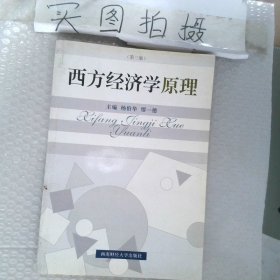 买图拍摄
(第三版)
西方经济学原理
主编 杨伯华 缪一德
Xifang Jingji Xue
Yuanli
西南财经大学出版社